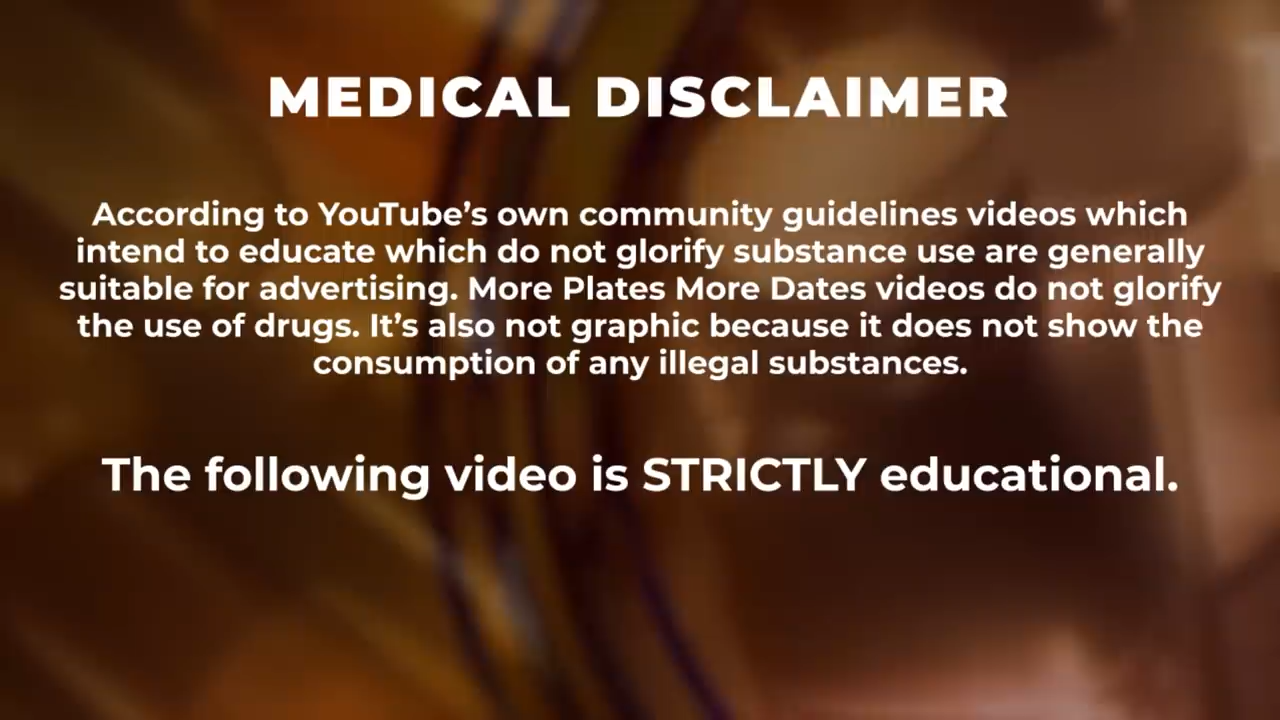 MEDICAL DISCLAIMER
According to YouTube’s own community guidelines videos which
intend to educate which do not glorify substance use are generally
suitable for advertising. More Plates More Dates videos do not glorify
the use of drugs. It’s also not graphic because it does not show the
consumption of any illegal substances.
The following video is STRICTLY educational.